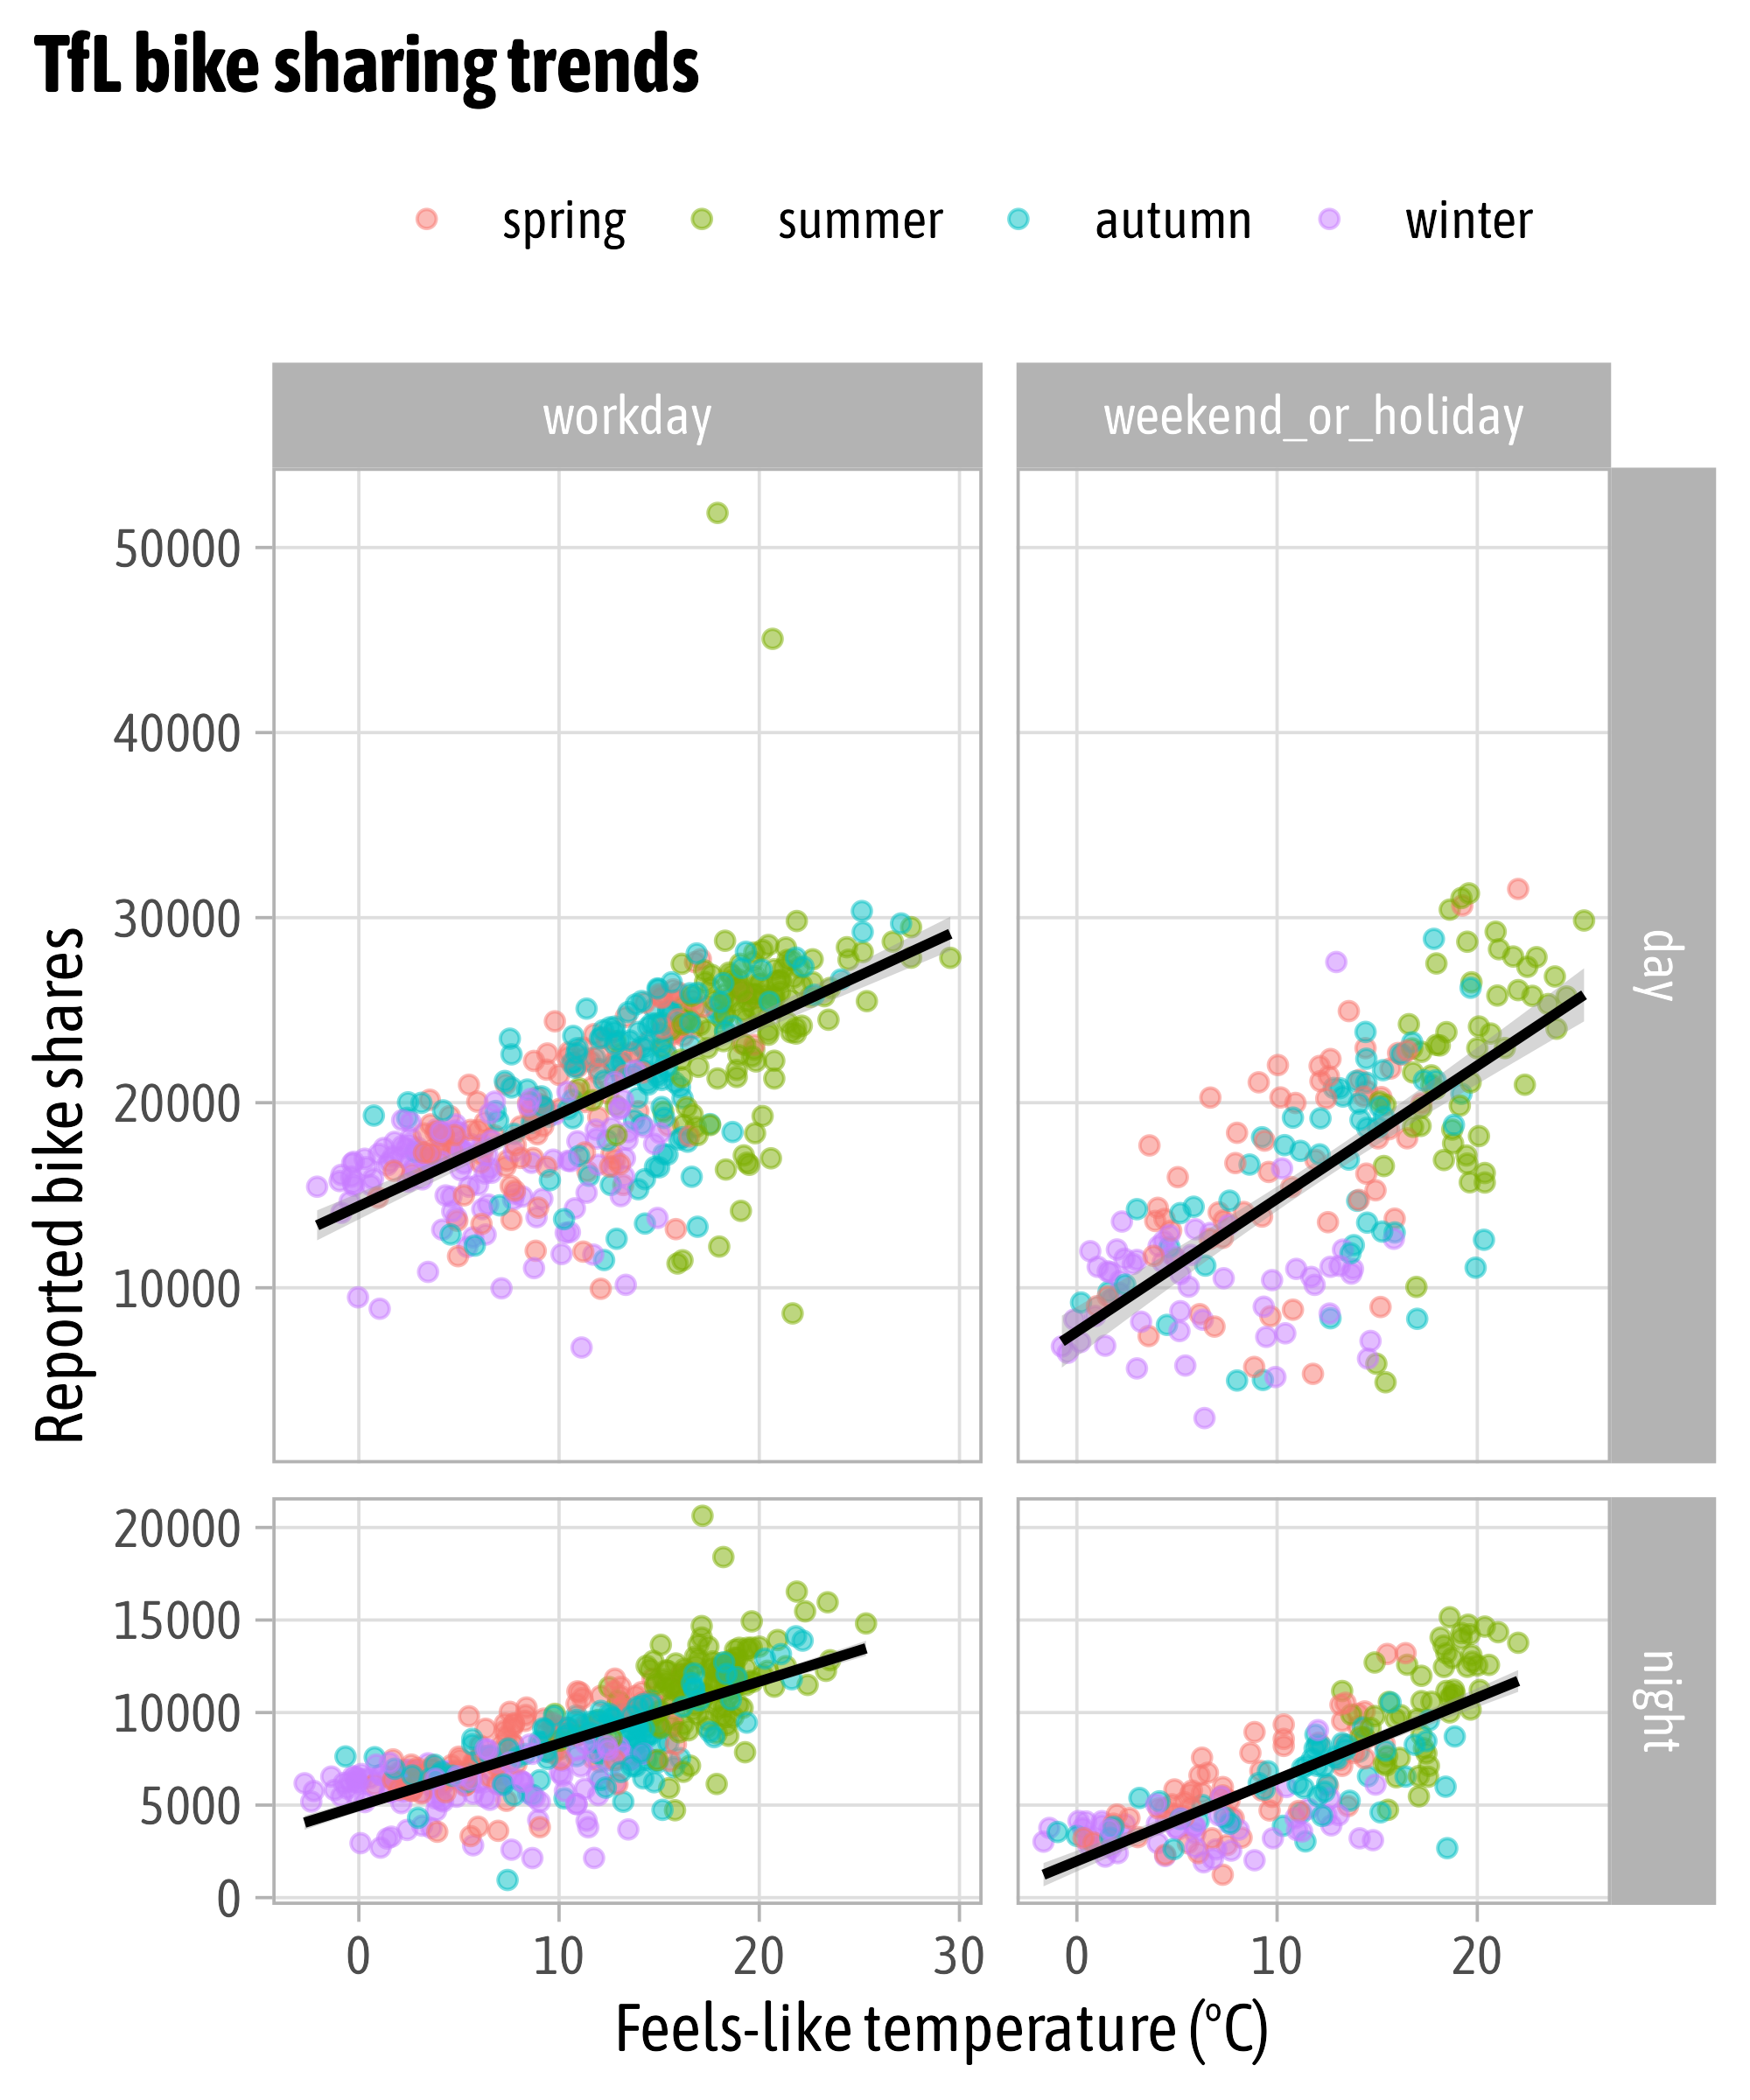 TfL bike sharing trends
spring summer autumn winter
workday weekend_or_holiday
Reported bike shares
50000
40000
30000
20000
10000
day
20000
15000
10000
5000
0
night
0 10 20 30 0 10 20
Feels-like temperature (ºC)